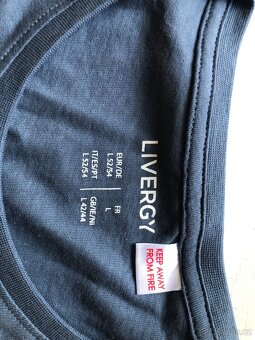 LIVERGY
EUR/DE
L 52/54
FR
L
IT/ES/PT
L 52/54
GB/IE/NI
L 42/44
KEEP AWAY
FROM FIRE